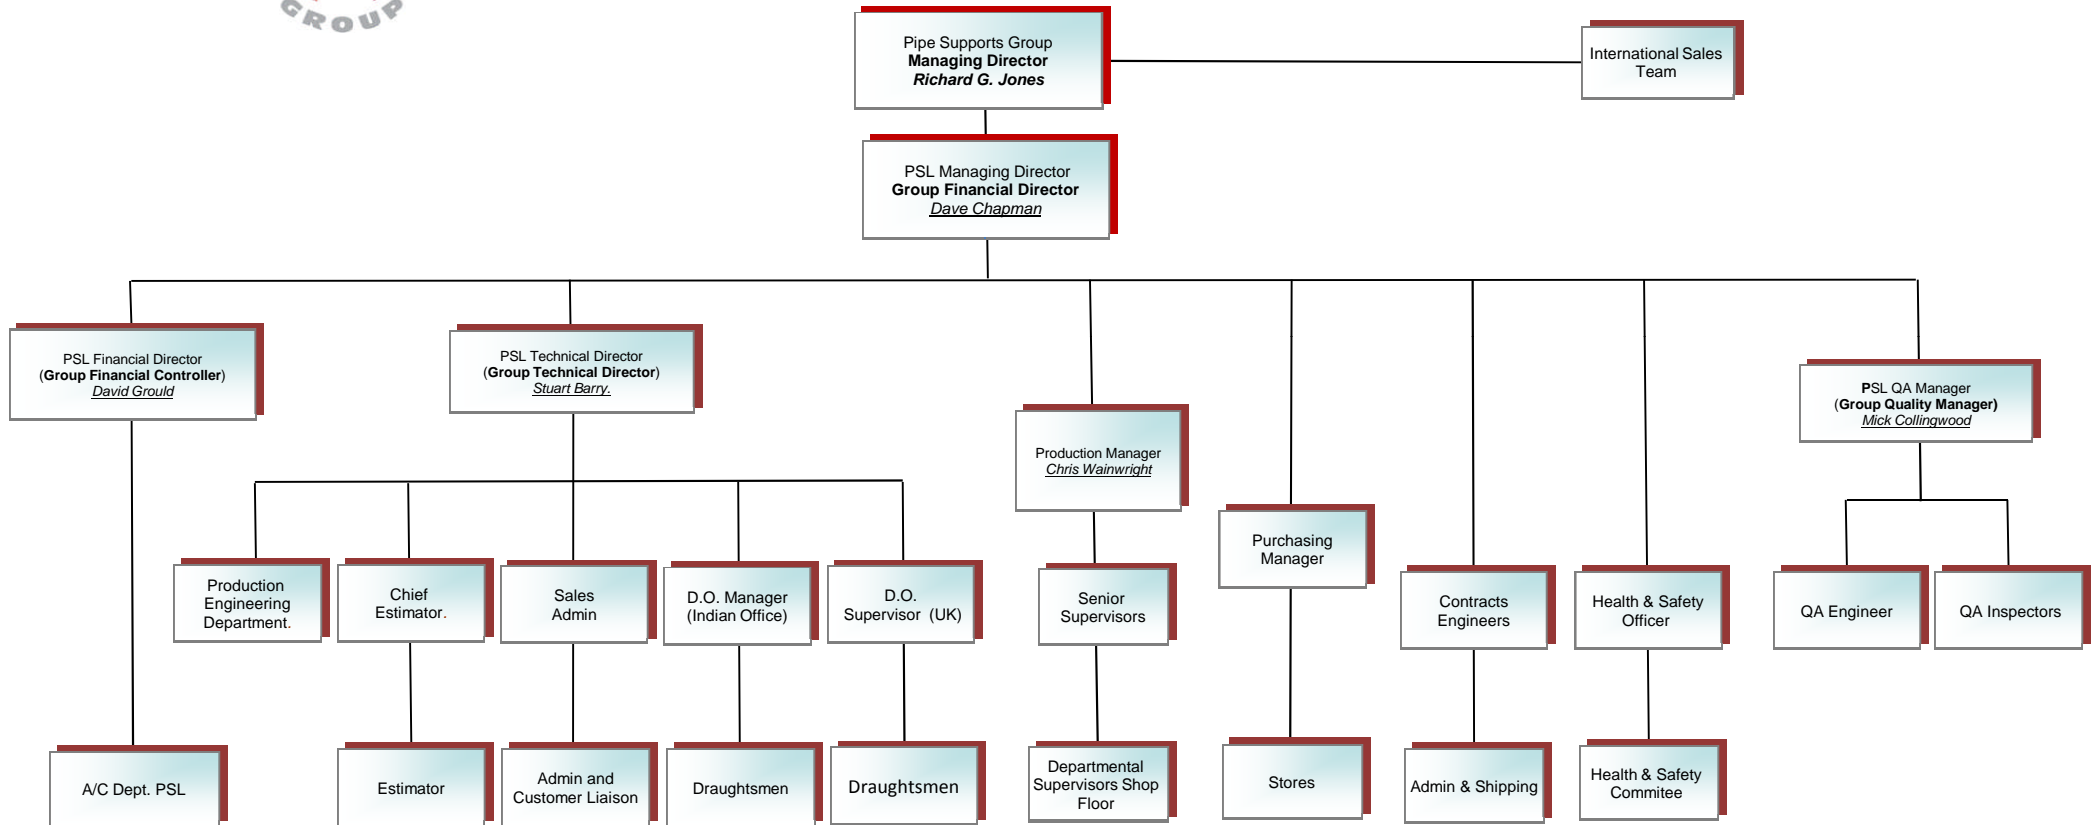 GROUP
Pipe Supports Group
Managing Director
Richard G. Jones
International Sales
Team
PSL Managing Director
Group Financial Director
Dave Chapman
PSL Financial Director
(Group Financial Controller)
David Grould
PSL Technical Director
(Group Technical Director)
Stuart Barry.
Production Manager
Chris Wainwright
PSL QA Manager
(Group Quality Manager)
Mick Collingwood
Purchasing
Manager
Production
Engineering
Department.
Chief
Estimator.
Sales
Admin
D.O. Manager
(Indian Office)
D.O.
Supervisor (UK)
Senior
Supervisors
Contracts
Engineers
Health & Safety
Officer
QA Engineer
QA Inspectors
A/C Dept. PSL
Estimator
Admin and
Customer Liaison
Draughtsmen
Draughtsmen
Departmental
Supervisors Shop
Floor
Stores
Admin & Shipping
Health & Safety
Commitee